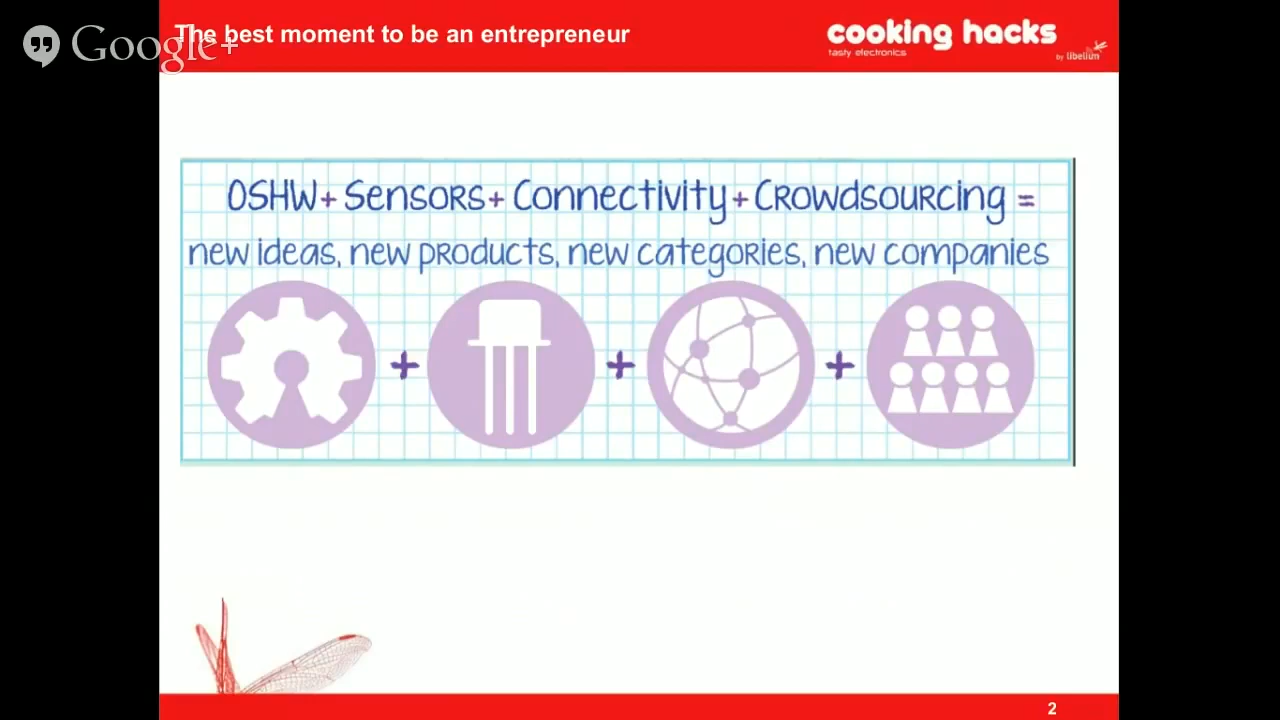 Google+
The best moment to be an entrepreneur
cooking hacks
tasty electronics
by libelium
OSHW + Sensors + Connectivity + Crowdsourcing =
new ideas, new products, new categories, new companies
+ + +
2